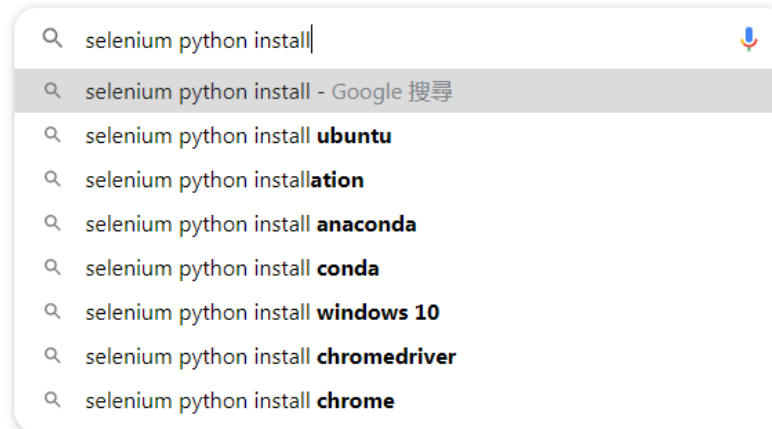 selenium python install
selenium python install - Google 搜尋
selenium python install ubuntu
selenium python installation
selenium python install anaconda
selenium python install conda
selenium python install windows 10
selenium python install chromedriver
selenium python install chrome